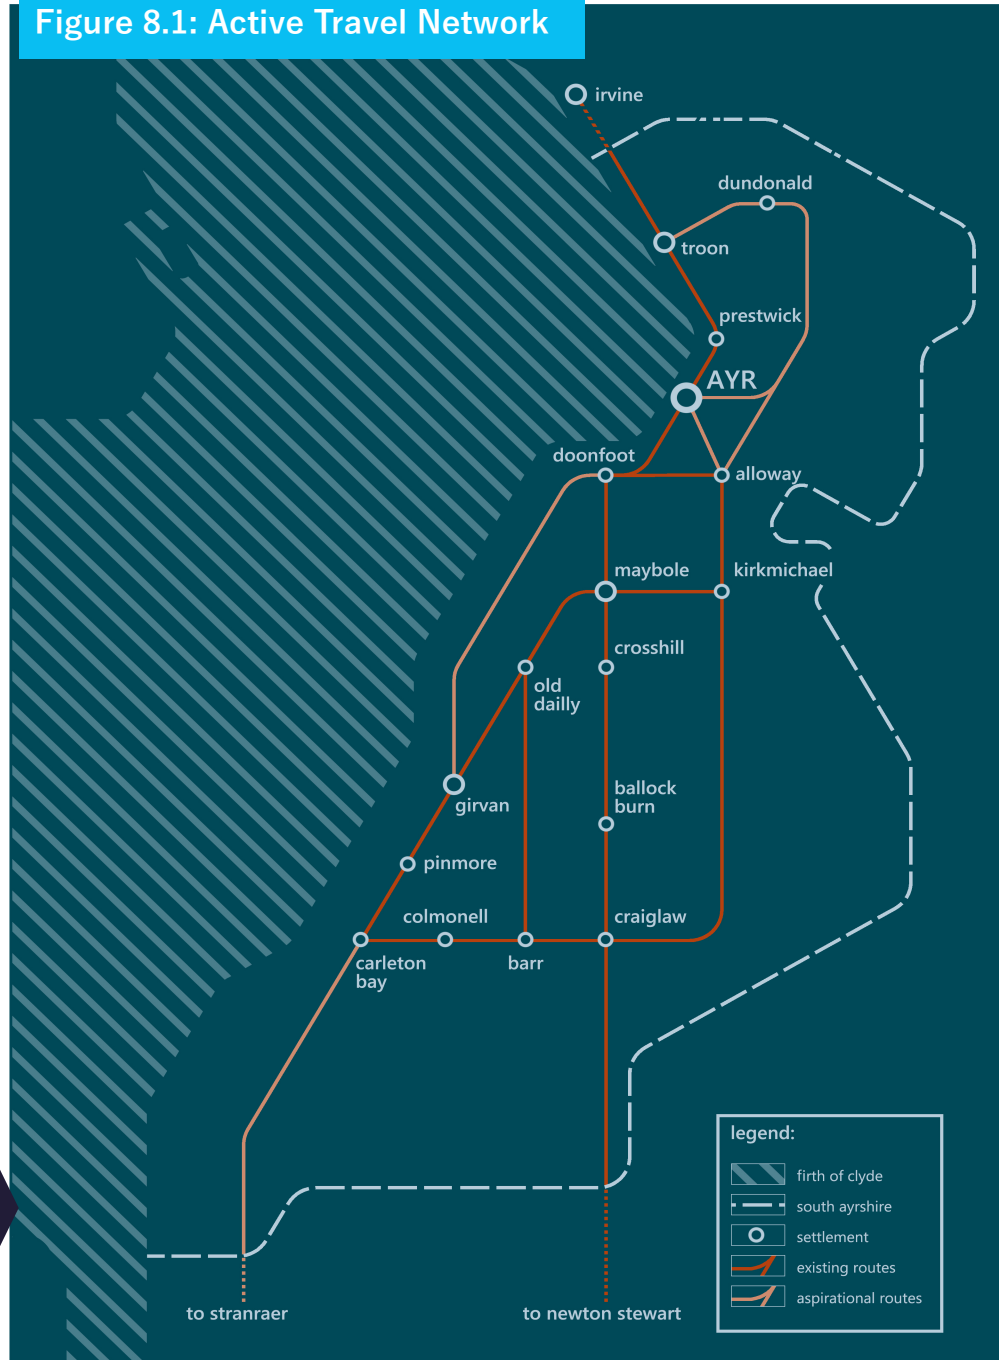 Figure 8.1: Active Travel Network
irvine
dundonald
troon
prestwick
AYR
doonfoot
alloway
maybole
kirkmichael
crosshill
old
dailly
ballock
burn
girvan
pinmore
colmonell
craiglaw
carleton
bay
barr
legend:
firth of clyde
south ayrshire
settlement
existing routes
aspirational routes
to stranraer
to newton stewart